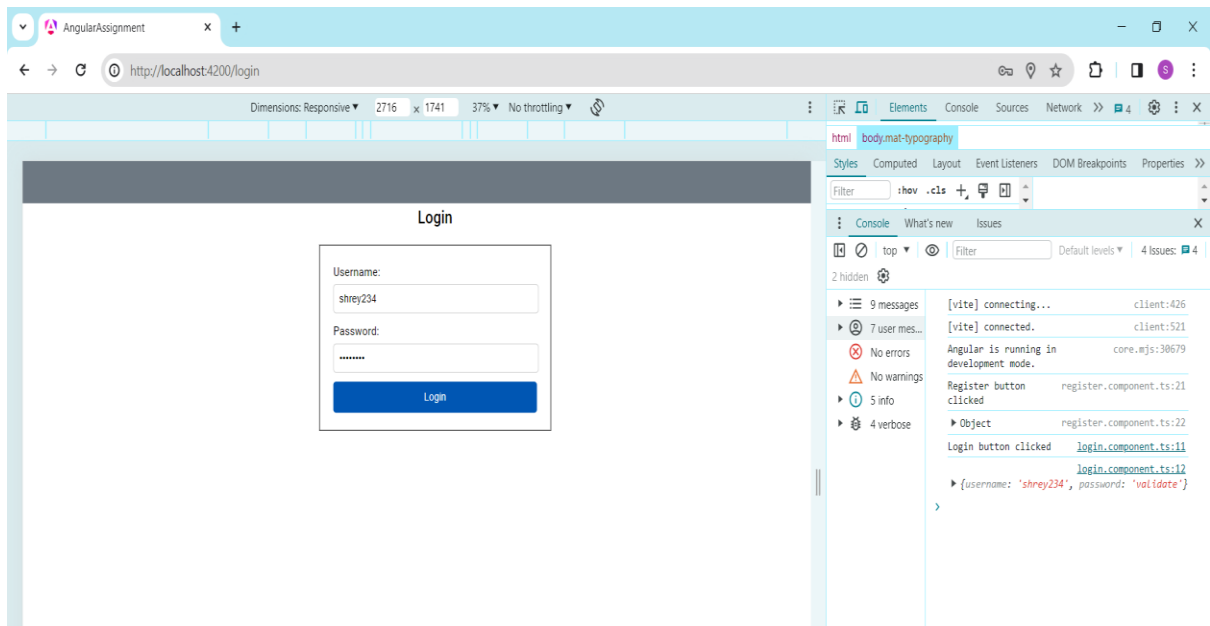 AngularAssignment
http://localhost:4200/login
S
Dimensions: Responsive ▼ 2716 x 1741 37% ▼ No throttling ▼
Elements Console Sources Network 4
html body.mat-typography
Styles Computed Layout Event Listeners DOM Breakpoints Properties
Filter :hov .cls
Console What's new Issues
top ▼ Filter Default levels ▼ 4 Issues: 4
2 hidden
Login
Username:
shrey234
Password:
••••••••
Login
9 messages
7 user mes...
No errors
No warnings
5 info
4 verbose
[vite] connecting... client:426
[vite] connected. client:521
Angular is running in core.mjs:30679
development mode.
Register button register.component.ts:21
clicked
Object register.component.ts:22
Login button clicked login.component.ts:11
login.component.ts:12
{username: 'shrey234', password: 'validate'}